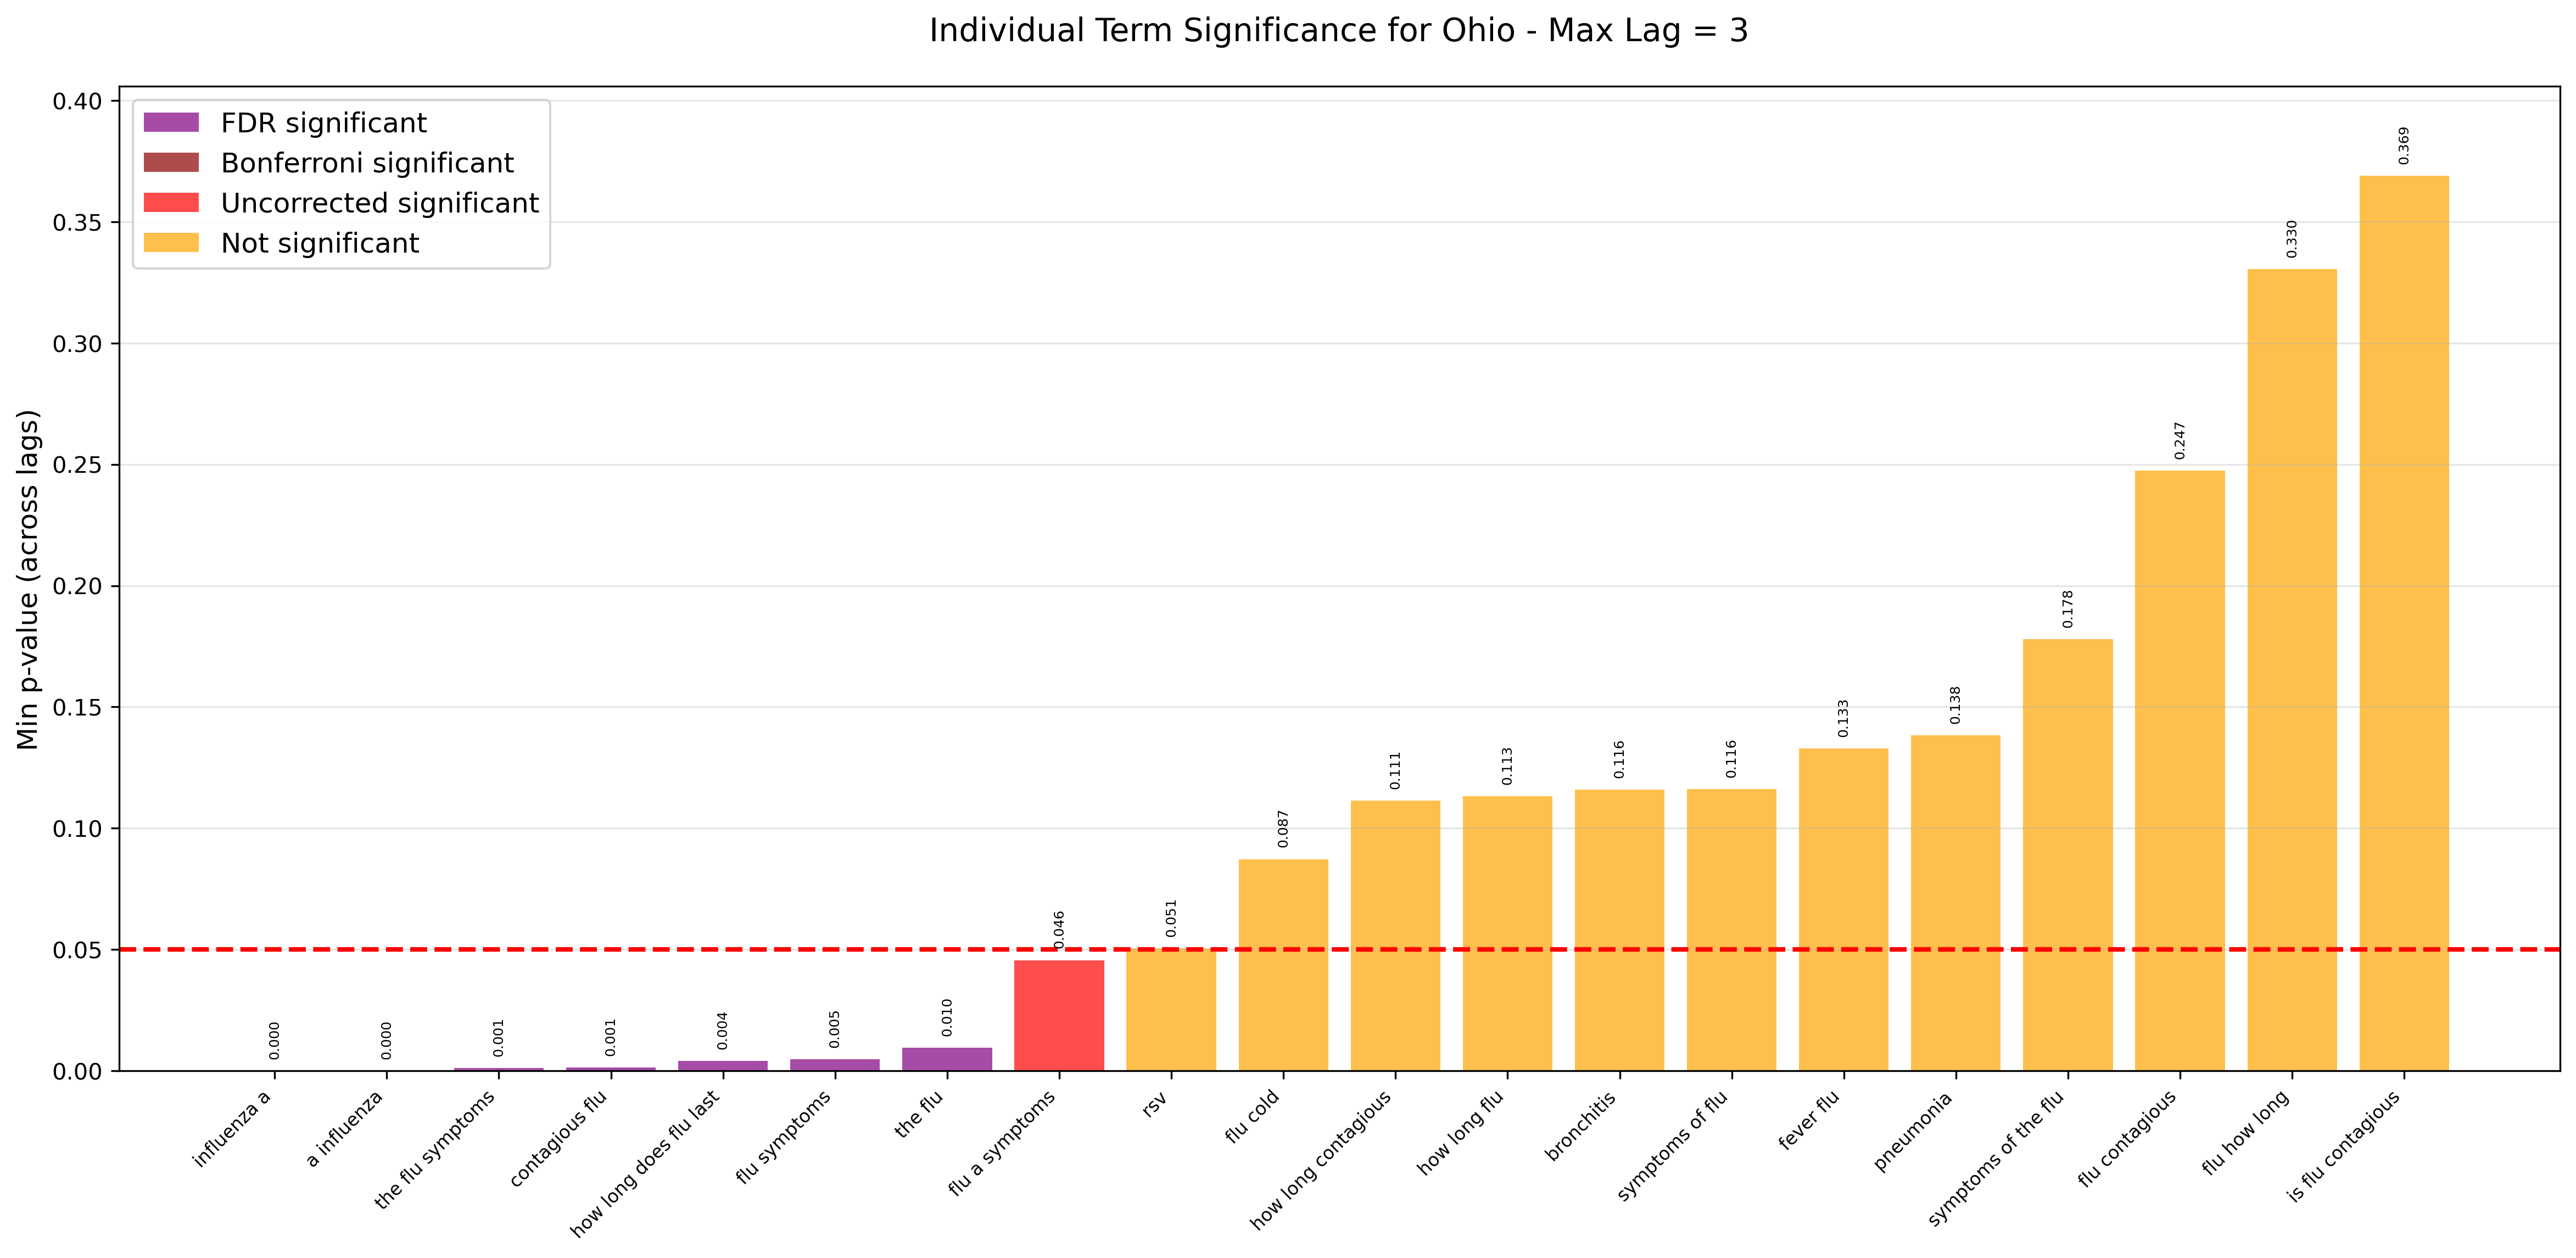 Individual Term Significance for Ohio - Max Lag = 3
FDR significant
Bonferroni significant
Uncorrected significant
Not significant
Min p-value (across lags)
0.40
0.35
0.30
0.25
0.20
0.15
0.10
0.05
0.00
0.000
0.000
0.001
0.001
0.004
0.005
0.010
0.046
0.051
0.087
0.111
0.113
0.116
0.116
0.133
0.138
0.178
0.247
0.330
0.369
influenza a
a influenza
the flu symptoms
contagious flu
how long does flu last
flu symptoms
the flu
flu a symptoms
rsv
flu cold
how long contagious
how long flu
bronchitis
symptoms of flu
fever flu
pneumonia
symptoms of the flu
flu contagious
flu how long
is flu contagious